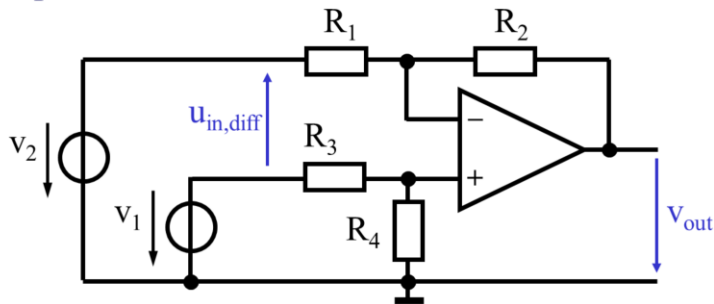 R1 R2
uin,diff
v2
R3
− +
v1
R4
vout